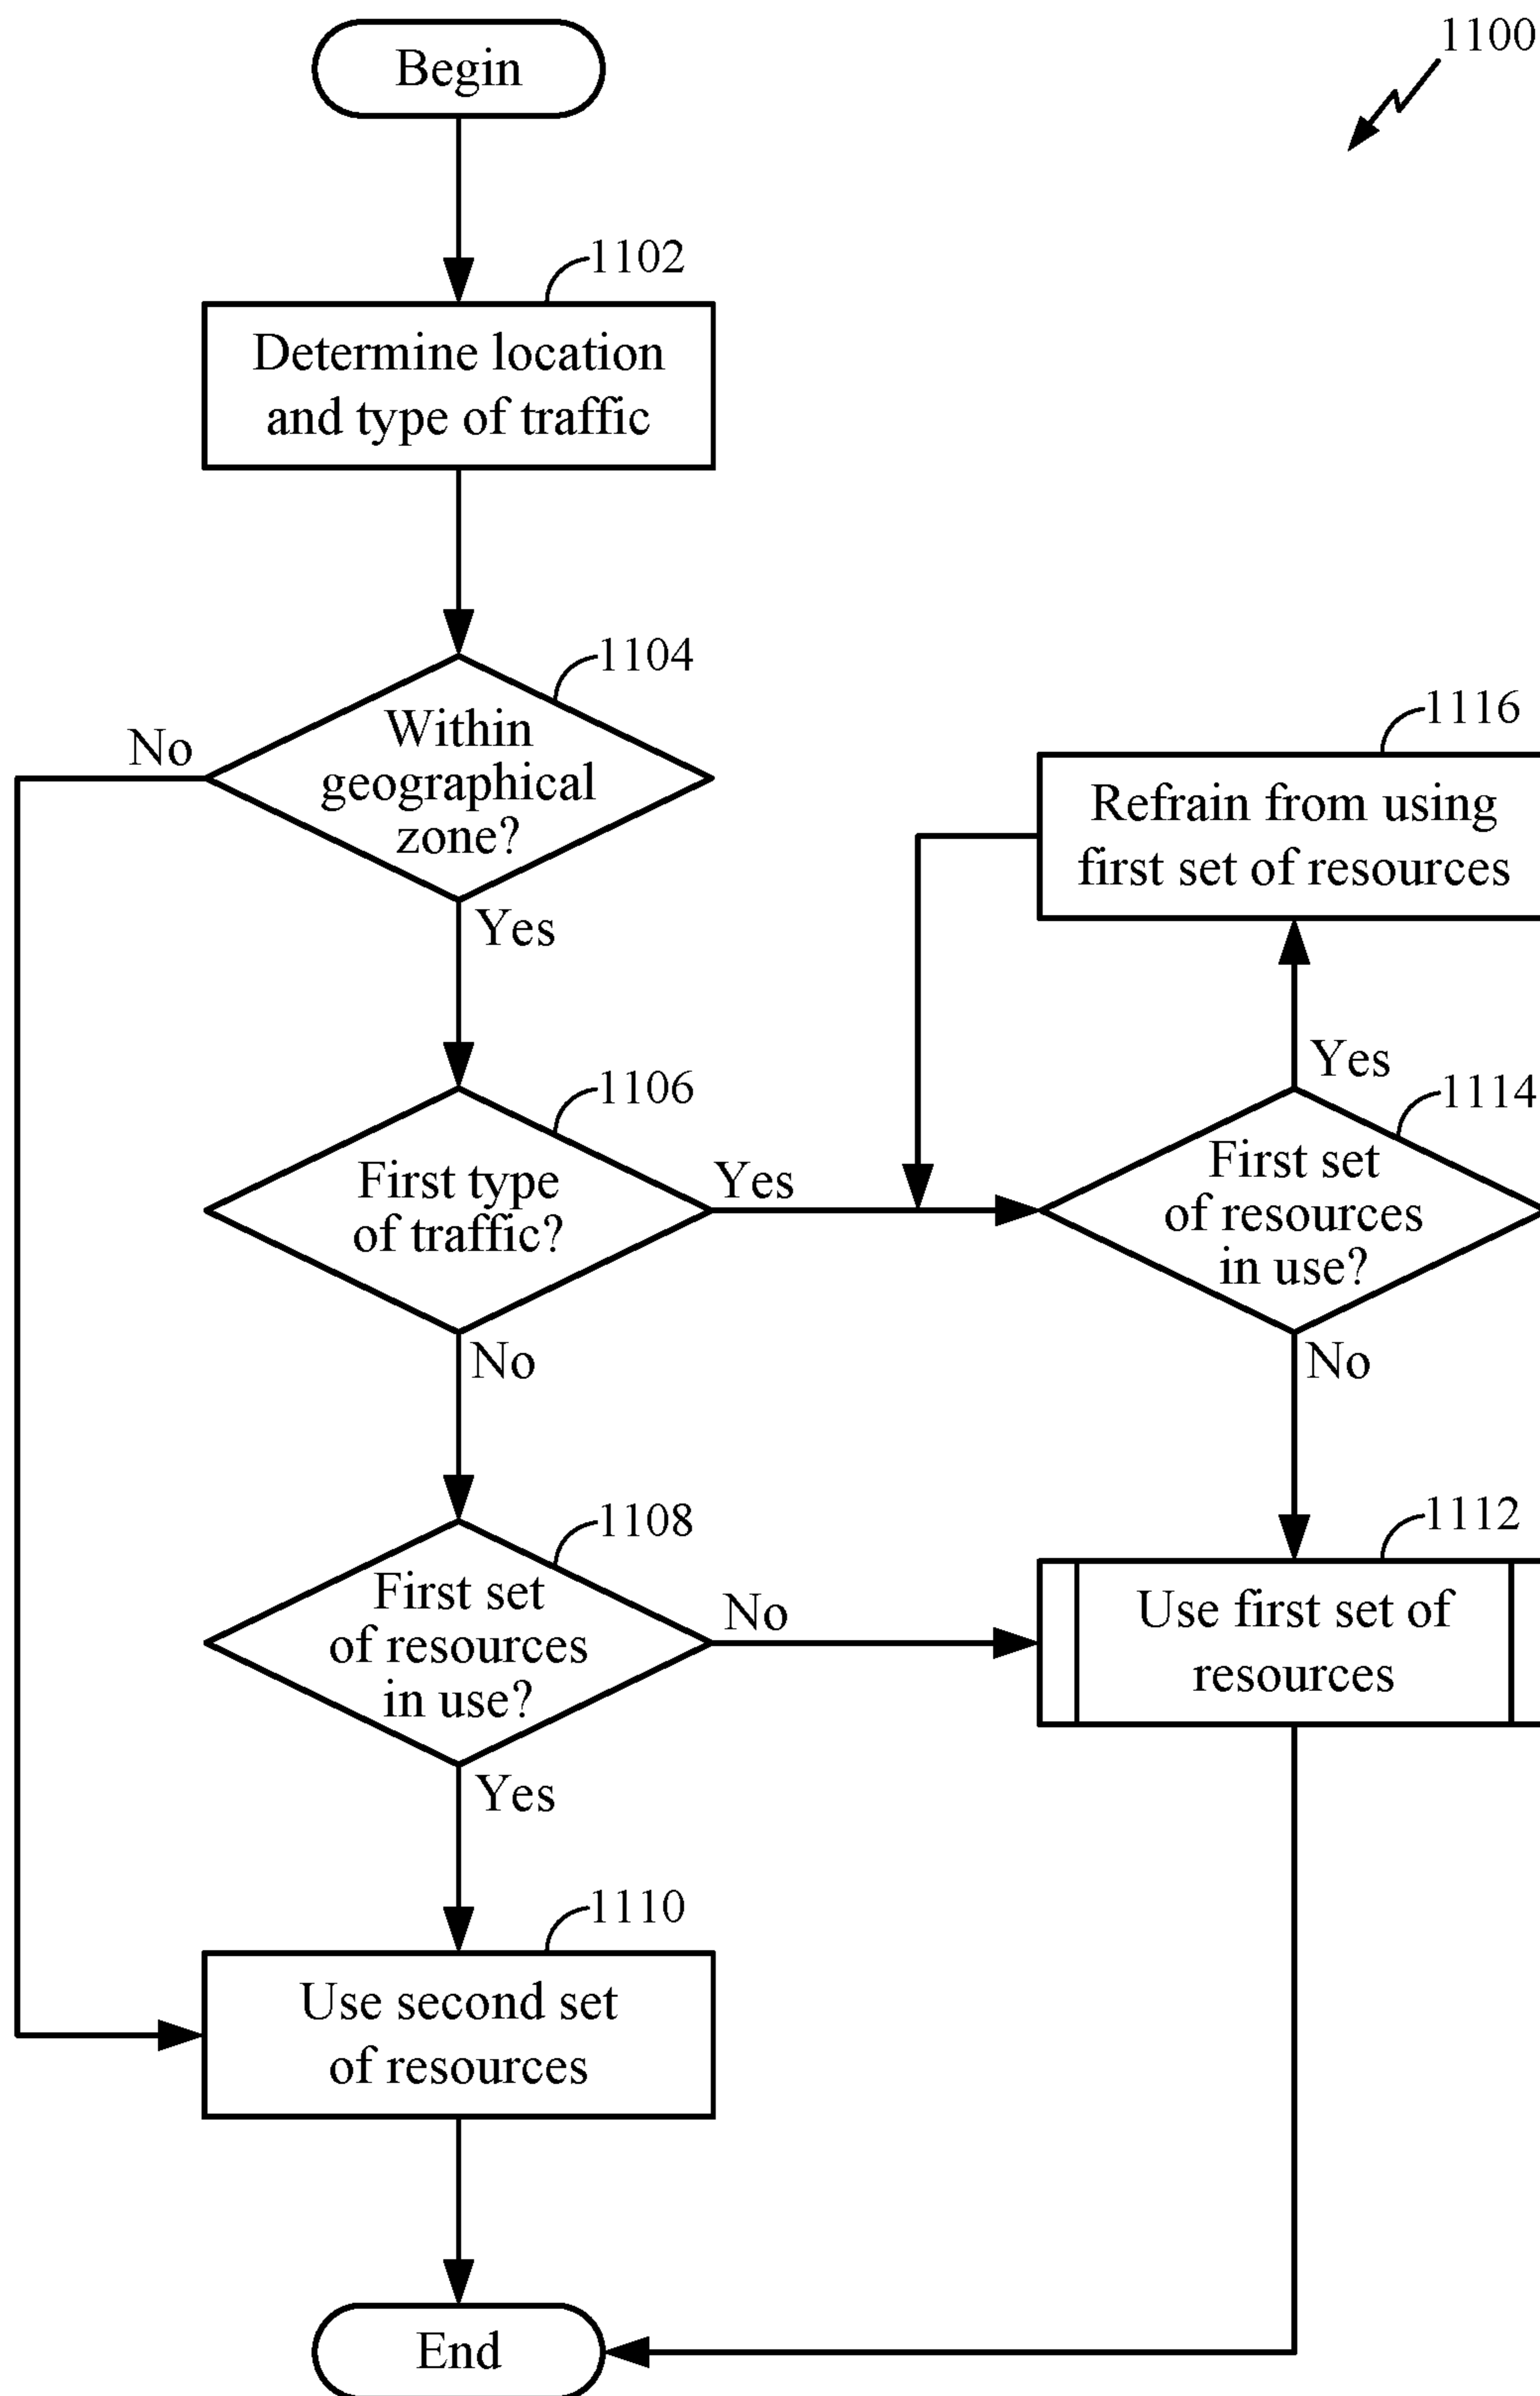 1100
Begin
1102
Determine location
and type of traffic
1104
Within
geographical
zone?
No
Yes
1116
Refrain from using
first set of resources
1106
First type
of traffic?
Yes
No
Yes
1114
First set
of resources
in use?
No
1108
First set
of resources
in use?
No
Yes
1112
Use first set of
resources
1110
Use second set
of resources
End